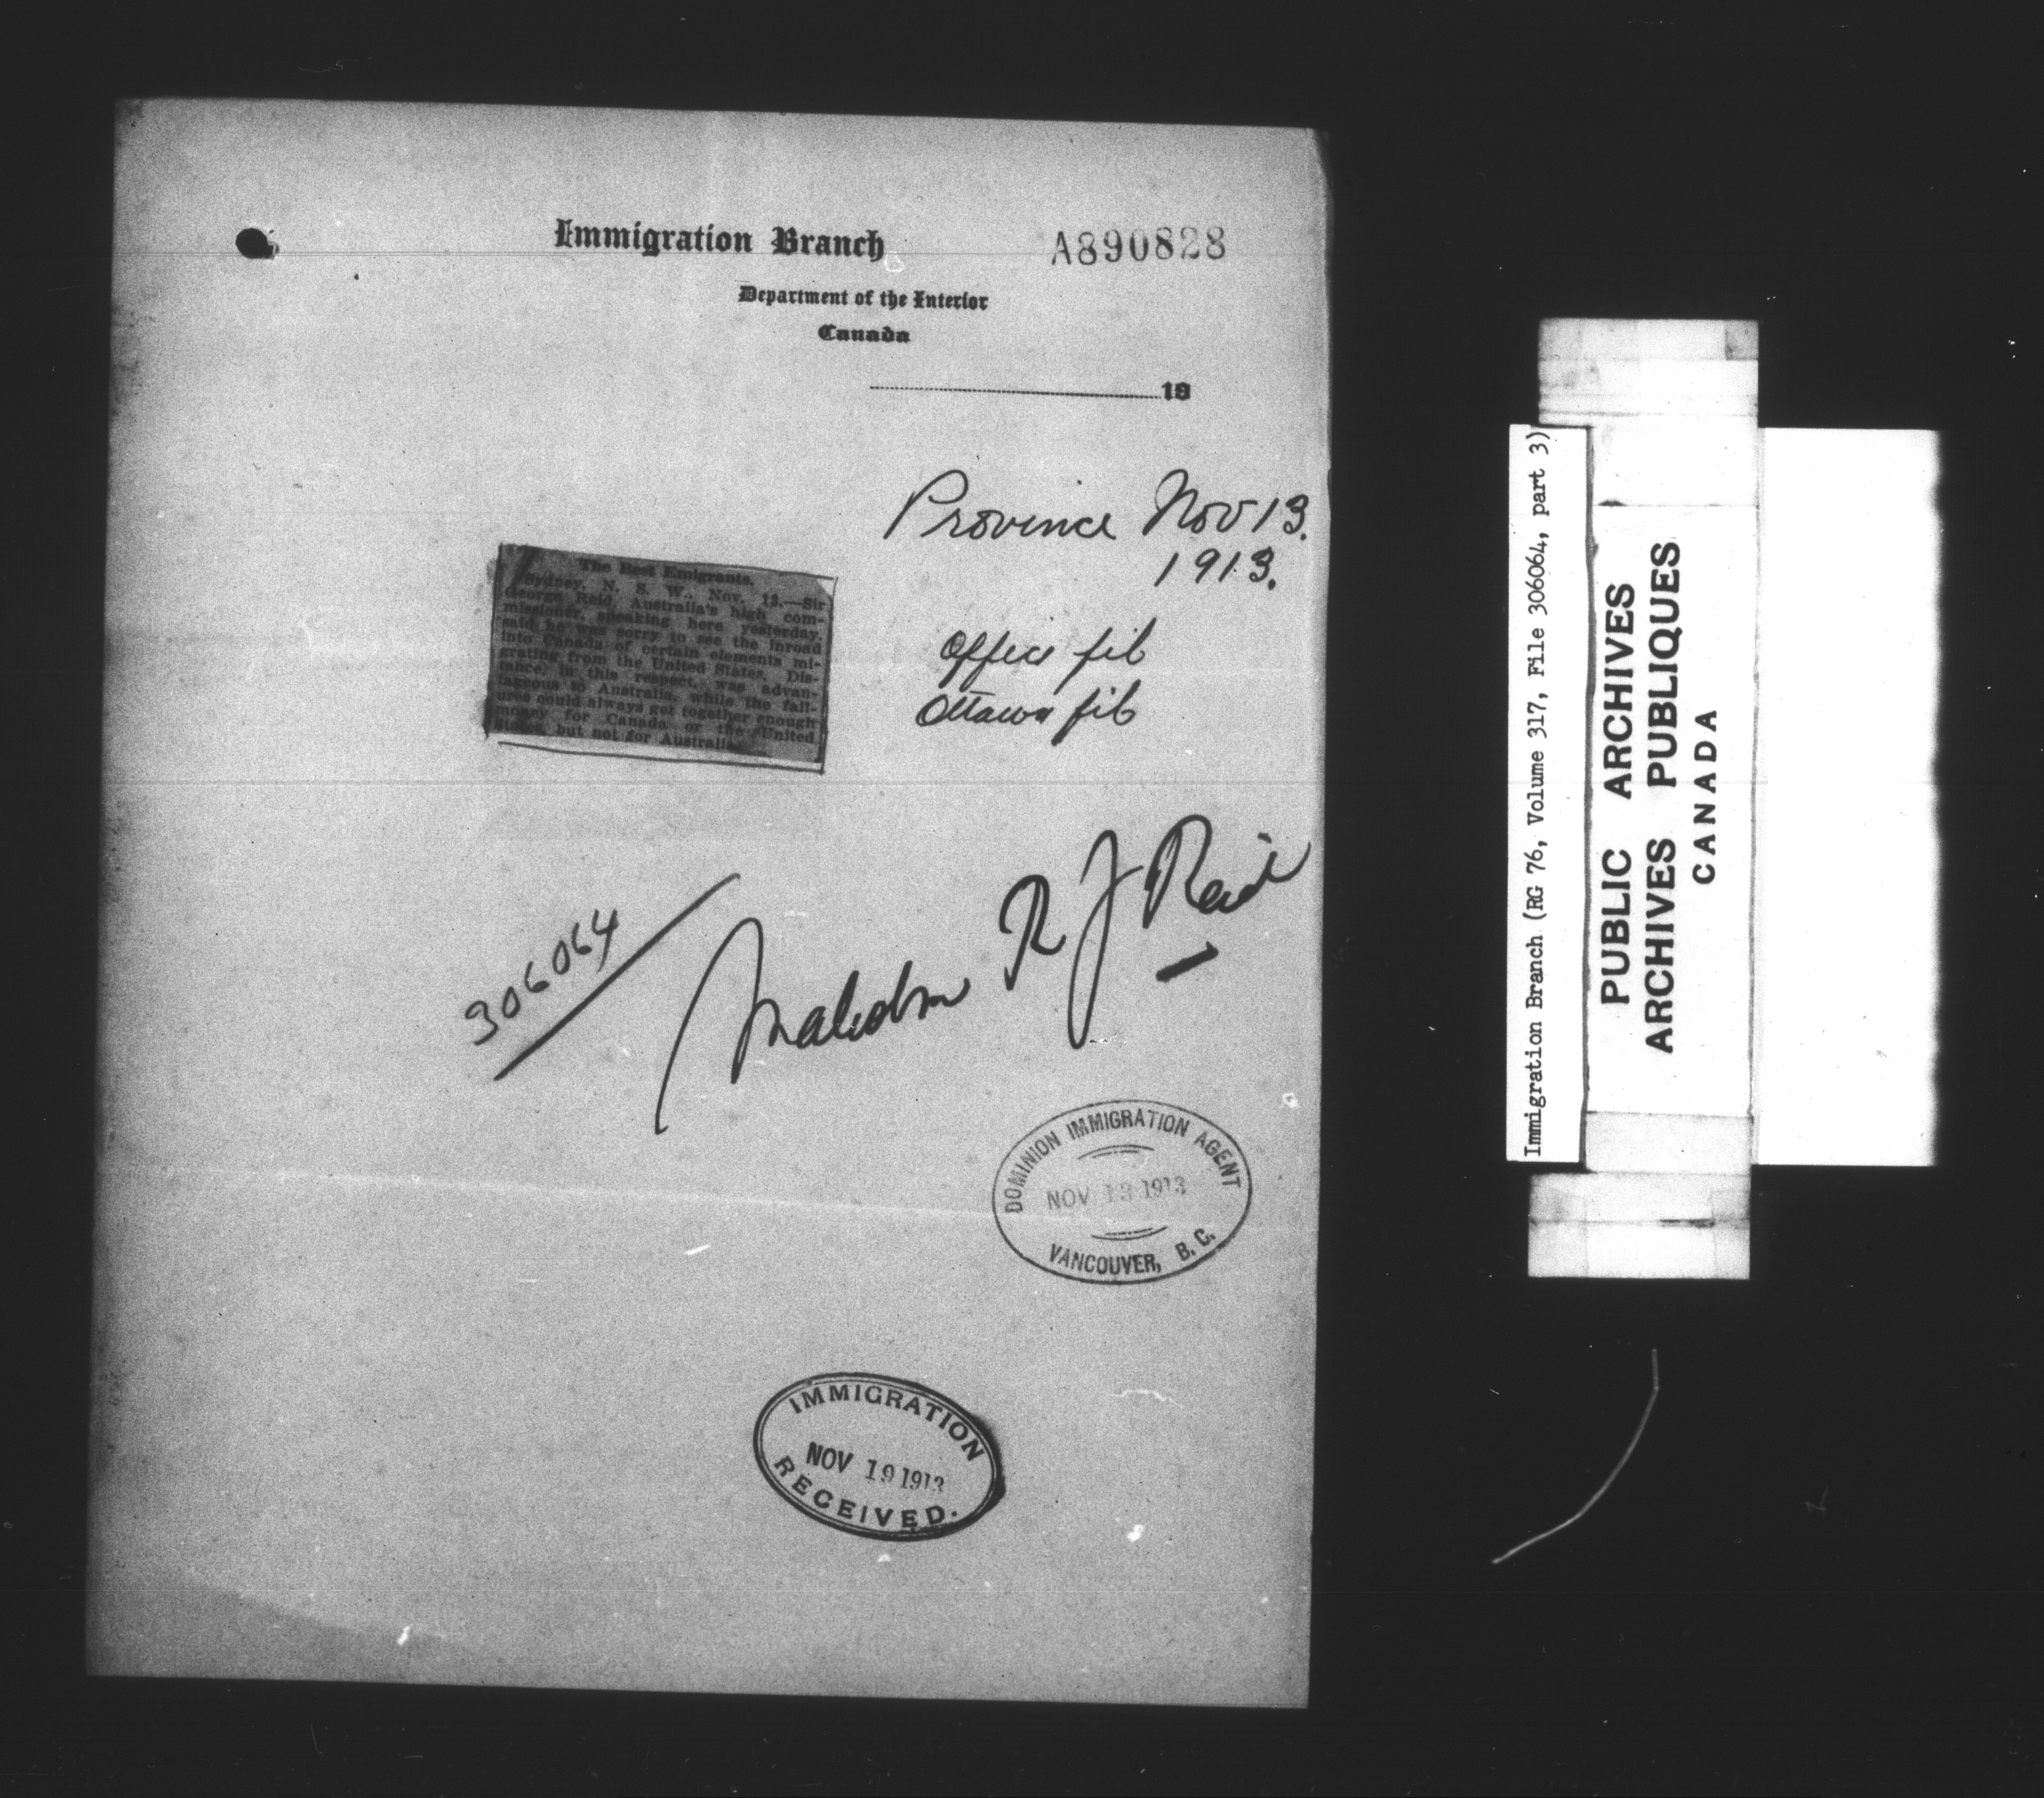 Immigration Branch
A890828
Department of the Interior
Canada
19
Province Nov 13.
1913.
The Best Emigrants.
Sydney, N. S. W., Nov. 13.—Sir
George Reid, Australia's high com-
missioner, speaking here yesterday,
said he was sorry to see the inroad
into Canada of certain elements mi-
grating from the United States. Dis-
tance, in this respect, was advan-
tageous to Australia, while the fail-
ures could always get together enough
money for Canada or the United
States, but not for Australia.
Office file
Ottawa file
306064
Malcolm R J Reid
DOMINION IMMIGRATION AGENT
NOV 13 1913
VANCOUVER, B. C.
IMMIGRATION
NOV 19 1913
RECEIVED.
Immigration Branch (RG 76, Volume 317, File 306064, part 3)
PUBLIC ARCHIVES
ARCHIVES PUBLIQUES
CANADA